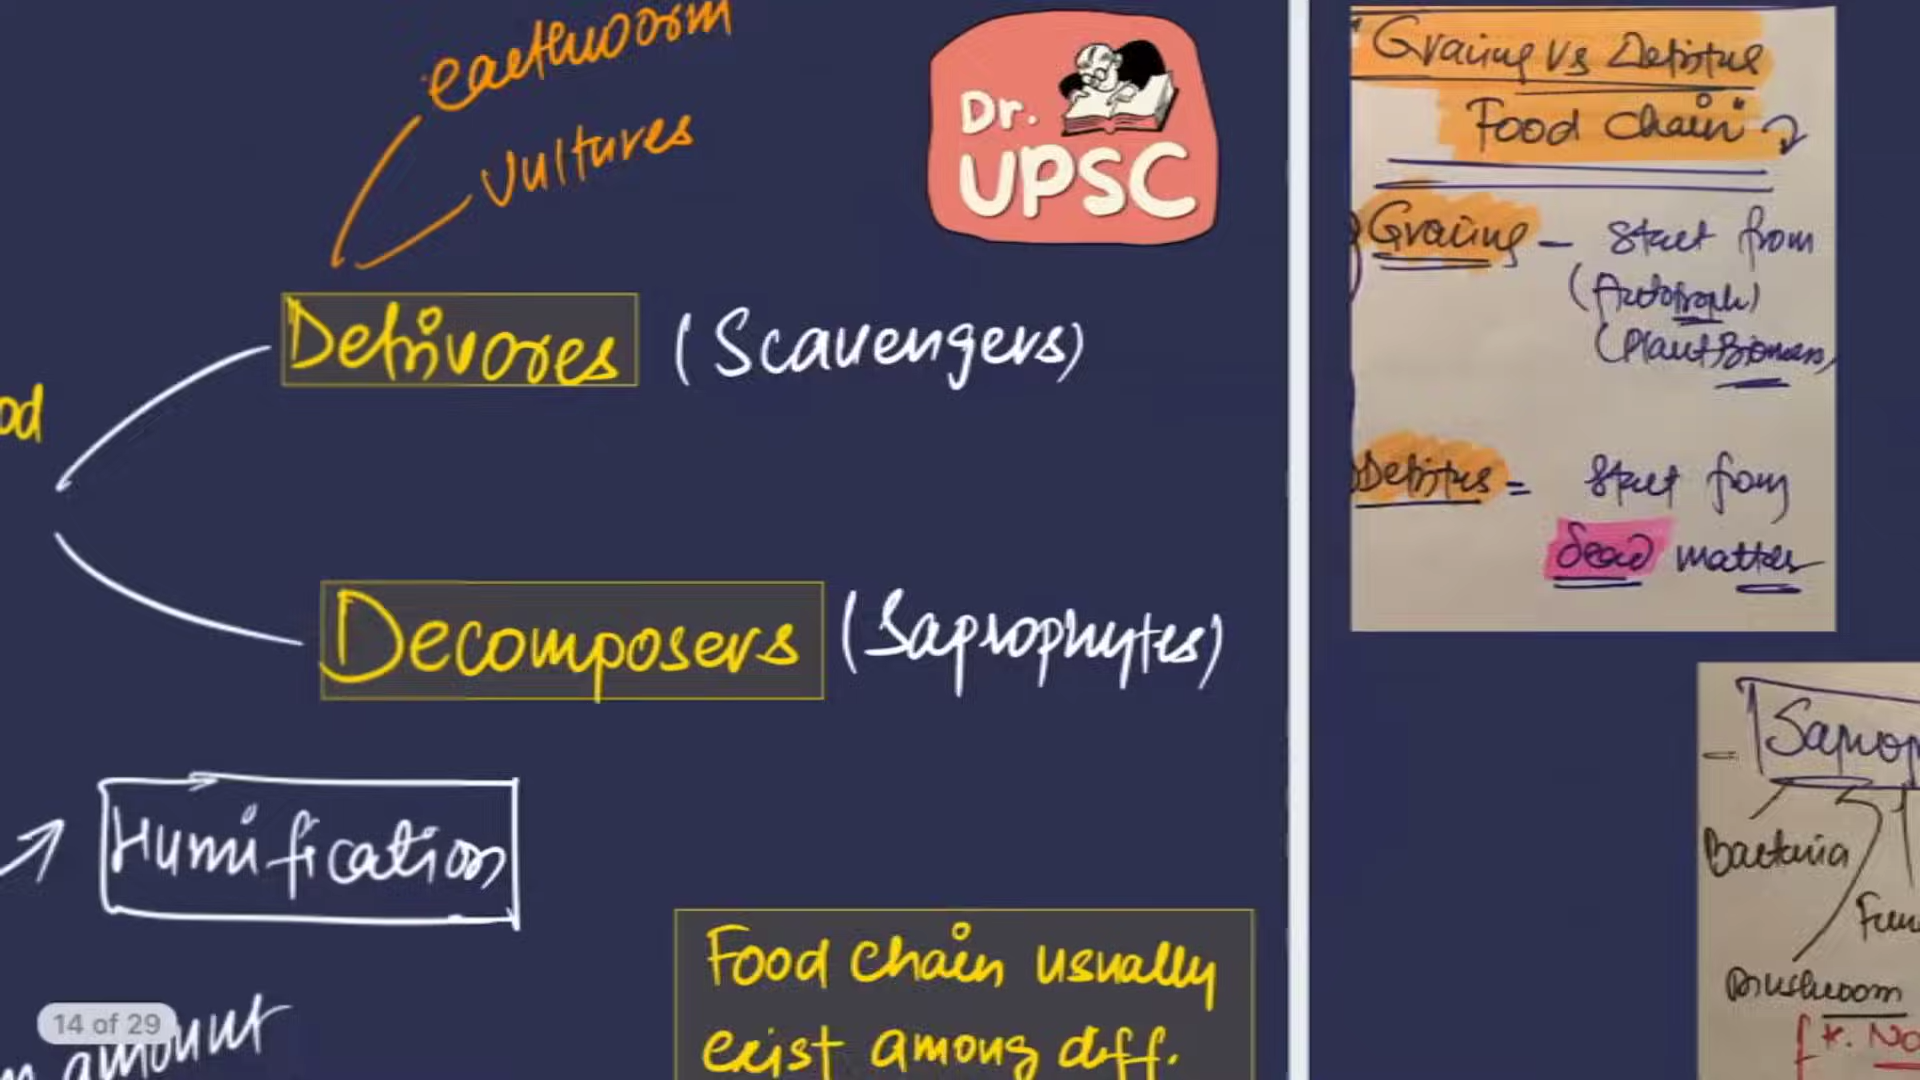 earthworm
vultures
Dr.
UPSC
Detrivores (Scavengers)
od
Decomposers (Saprophytes)
Humification
Food chain usually
exist among diff.
14 of 29
amount
Grazing vs Detritus
Food chain
Grazing - start from
(Autotroph)
(Plant Biomass)
Detritus = start from
dead matter
Bacteria
Mushroom
*. No